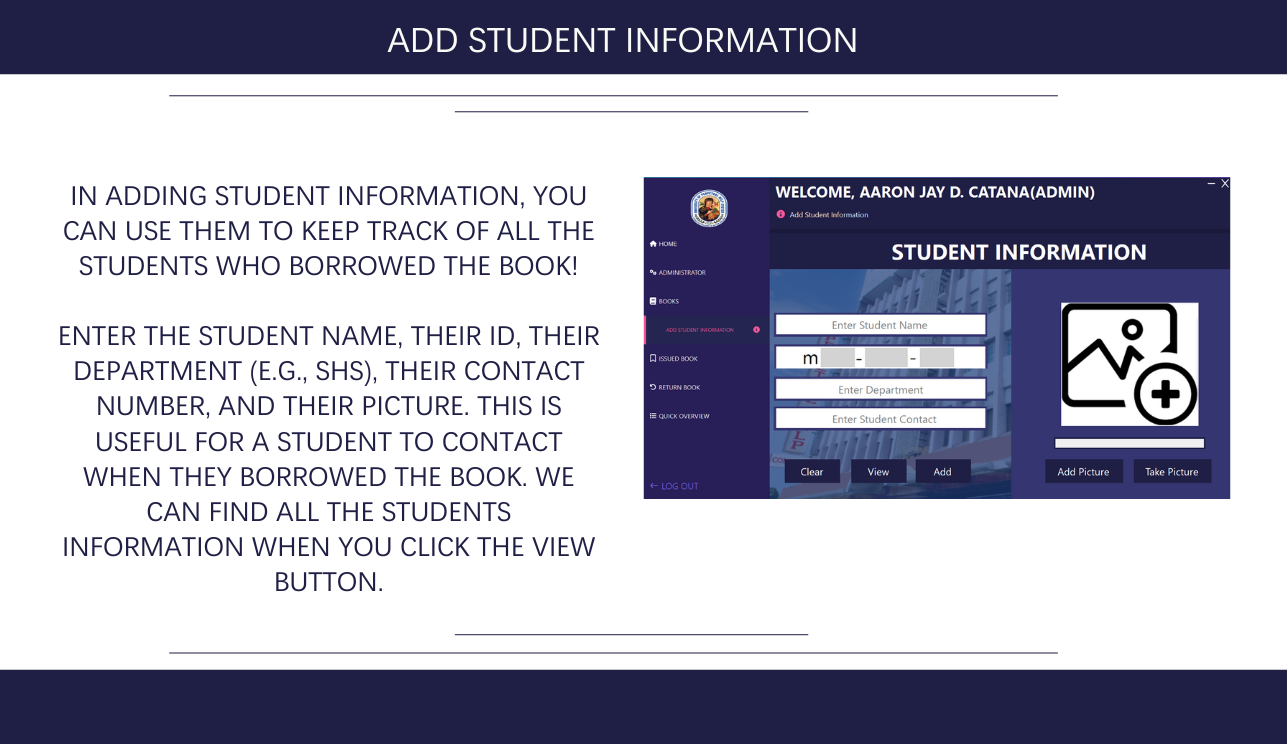 ADD STUDENT INFORMATION
IN ADDING STUDENT INFORMATION, YOU
CAN USE THEM TO KEEP TRACK OF ALL THE
STUDENTS WHO BORROWED THE BOOK!
ENTER THE STUDENT NAME, THEIR ID, THEIR
DEPARTMENT (E.G., SHS), THEIR CONTACT
NUMBER, AND THEIR PICTURE. THIS IS
USEFUL FOR A STUDENT TO CONTACT
WHEN THEY BORROWED THE BOOK. WE
CAN FIND ALL THE STUDENTS
INFORMATION WHEN YOU CLICK THE VIEW
BUTTON.
WELCOME, AARON JAY D. CATANA(ADMIN)
Add Student Information
HOME
ADMINISTRATOR
BOOKS
ADD STUDENT INFORMATION
ISSUED BOOK
RETURN BOOK
QUICK OVERVIEW
LOG OUT
STUDENT INFORMATION
Enter Student Name
m - -
Enter Department
Enter Student Contact
Clear View Add
Add Picture Take Picture